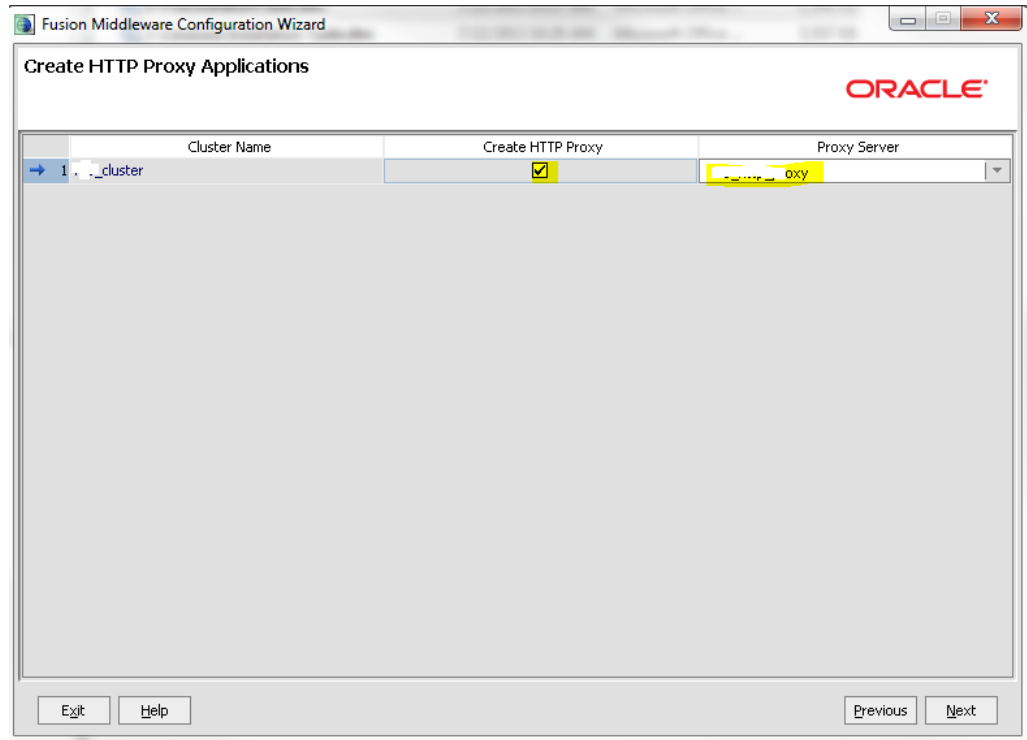 Fusion Middleware Configuration Wizard
Create HTTP Proxy Applications
ORACLE
Cluster Name Create HTTP Proxy Proxy Server
1 _cluster oxy
Exit Help Previous Next